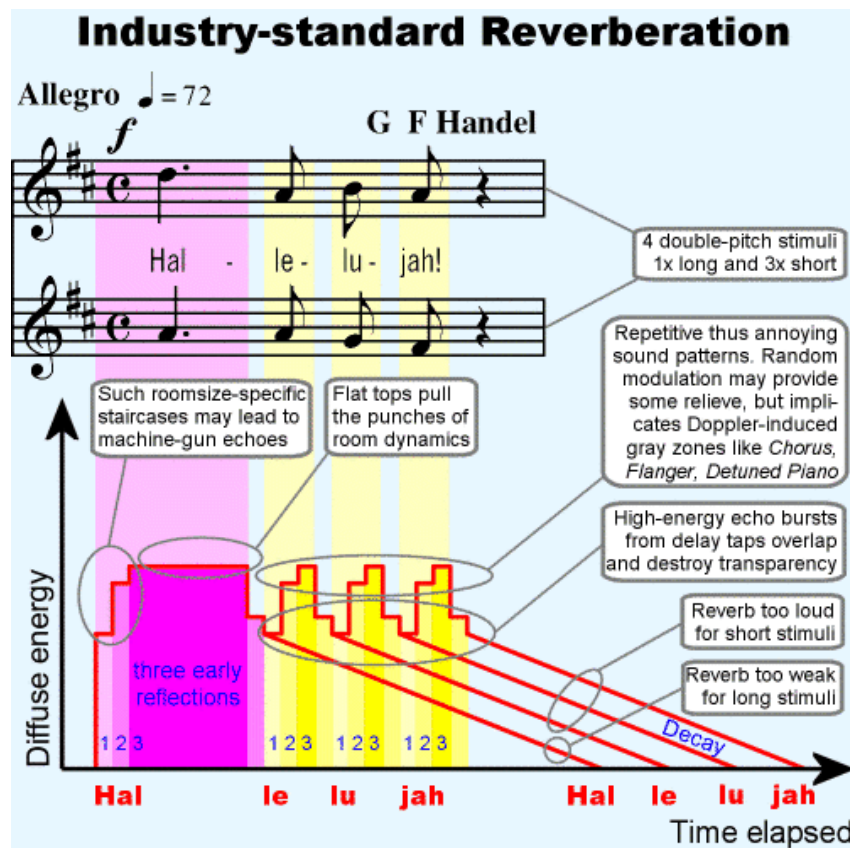 Industry-standard Reverberation
Allegro ♩ = 72
G F Handel
f
Hal - le - lu - jah!
4 double-pitch stimuli
1x long and 3x short
Repetitive thus annoying
sound patterns. Random
modulation may provide
some relieve, but impli-
cates Doppler-induced
gray zones like Chorus,
Flanger, Detuned Piano
Such roomsize-specific
staircases may lead to
machine-gun echoes
Flat tops pull
the punches of
room dynamics
High-energy echo bursts
from delay taps overlap
and destroy transparency
Reverb too loud
for short stimuli
Reverb too weak
for long stimuli
Diffuse energy
three early
reflections
1 2 3
1 2 3
1 2 3
1 2 3
Decay
Hal le lu jah Hal le lu jah
Time elapsed